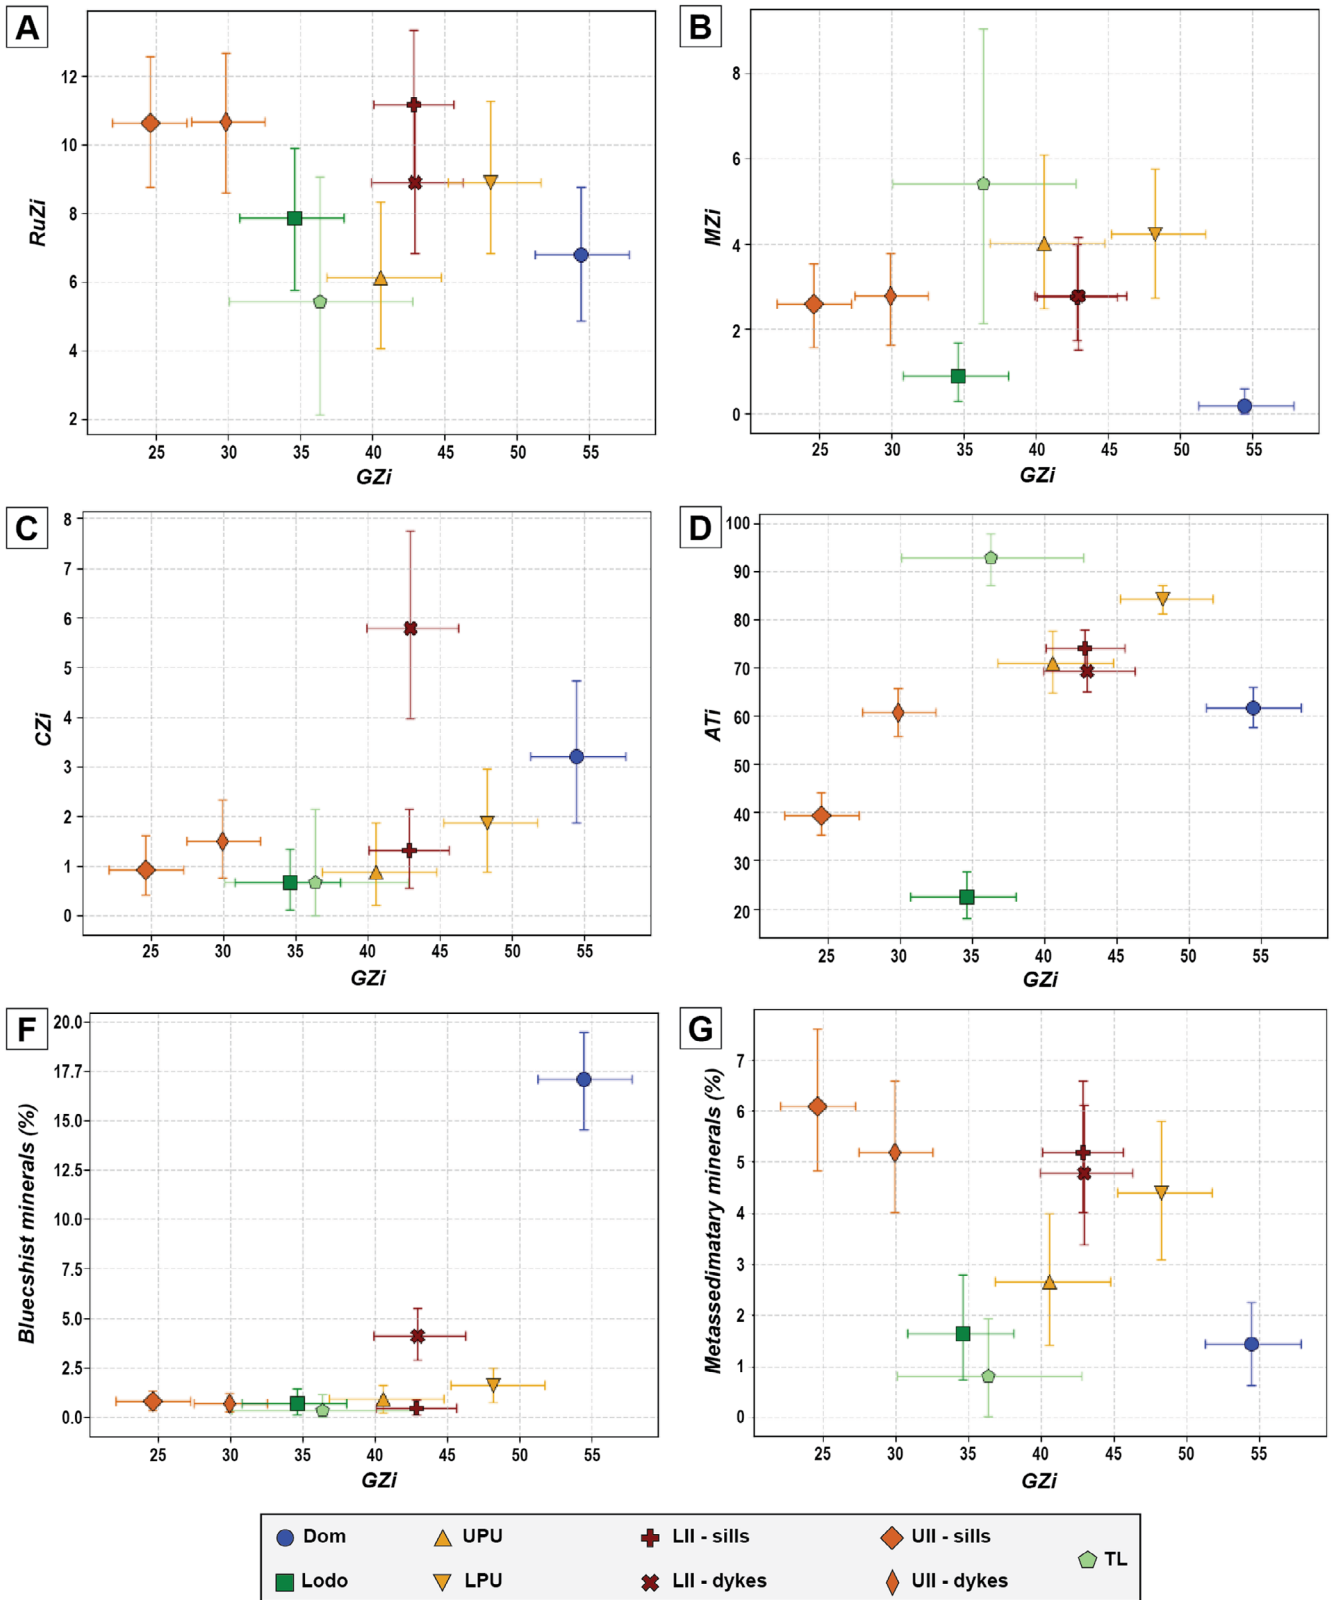 A
RuZi
12
10
8
6
4
2
25 30 35 40 45 50 55
GZi
B
MZi
8
6
4
2
0
25 30 35 40 45 50 55
GZi
C
CZi
8
7
6
5
4
3
2
1
0
25 30 35 40 45 50 55
GZi
D
ATi
100
90
80
70
60
50
40
30
20
25 30 35 40 45 50 55
GZi
F
Bluecshist minerals (%)
20.0
17.7
15.0
12.5
10.0
7.5
5.0
2.5
0.0
25 30 35 40 45 50 55
GZi
G
Metassedimatary minerals (%)
7
6
5
4
3
2
1
0
25 30 35 40 45 50 55
GZi
Dom UPU LII - sills UII - sills
TL
Lodo LPU LII - dykes UII - dykes